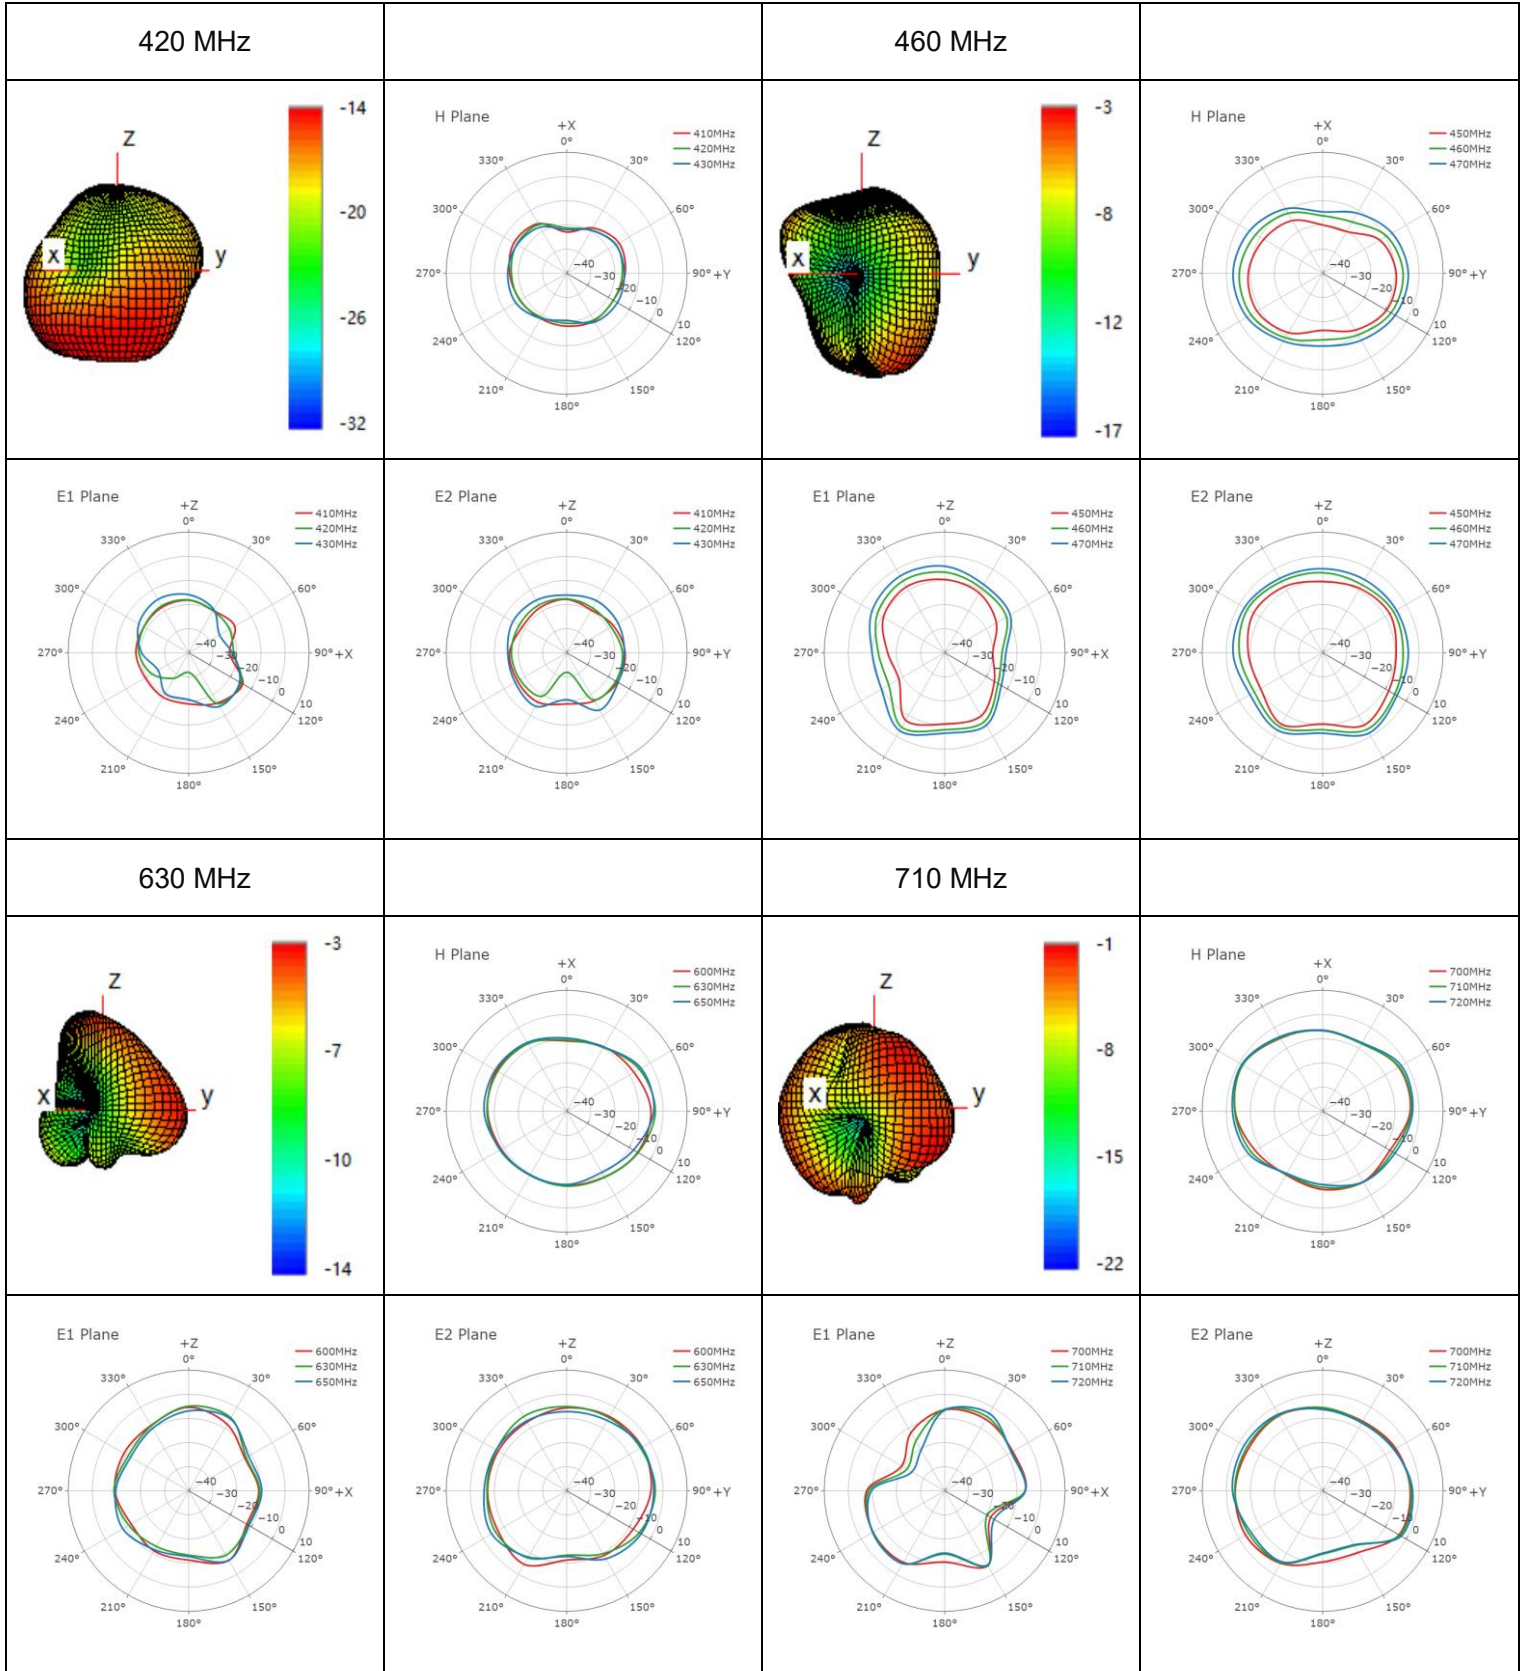 420 MHz
460 MHz
Z
x
y
-14
-20
-26
-32
H Plane
+X
0°
410MHz
420MHz
430MHz
330°
30°
300°
60°
270°
90°+Y
−40
−30
−20
−10
0
10
240°
120°
210°
150°
180°
Z
x
y
-3
-8
-12
-17
H Plane
+X
0°
450MHz
460MHz
470MHz
330°
30°
300°
60°
270°
90°+Y
−40
−30
−20
−10
0
10
240°
120°
210°
150°
180°
E1 Plane
+Z
0°
410MHz
420MHz
430MHz
330°
30°
300°
60°
270°
90°+X
−40
−30
−20
−10
0
10
240°
120°
210°
150°
180°
E2 Plane
+Z
0°
410MHz
420MHz
430MHz
330°
30°
300°
60°
270°
90°+Y
−40
−30
−20
−10
0
10
240°
120°
210°
150°
180°
E1 Plane
+Z
0°
450MHz
460MHz
470MHz
330°
30°
300°
60°
270°
90°+X
−40
−30
−20
−10
0
10
240°
120°
210°
150°
180°
E2 Plane
+Z
0°
450MHz
460MHz
470MHz
330°
30°
300°
60°
270°
90°+Y
−40
−30
−20
−10
0
10
240°
120°
210°
150°
180°
630 MHz
710 MHz
Z
x
y
-3
-7
-10
-14
H Plane
+X
0°
600MHz
630MHz
650MHz
330°
30°
300°
60°
270°
90°+Y
−40
−30
−20
−10
0
10
240°
120°
210°
150°
180°
Z
x
y
-1
-8
-15
-22
H Plane
+X
0°
700MHz
710MHz
720MHz
330°
30°
300°
60°
270°
90°+Y
−40
−30
−20
−10
0
10
240°
120°
210°
150°
180°
E1 Plane
+Z
0°
600MHz
630MHz
650MHz
330°
30°
300°
60°
270°
90°+X
−40
−30
−20
−10
0
10
240°
120°
210°
150°
180°
E2 Plane
+Z
0°
600MHz
630MHz
650MHz
330°
30°
300°
60°
270°
90°+Y
−40
−30
−20
−10
0
10
240°
120°
210°
150°
180°
E1 Plane
+Z
0°
700MHz
710MHz
720MHz
330°
30°
300°
60°
270°
90°+X
−40
−30
−20
−10
0
10
240°
120°
210°
150°
180°
E2 Plane
+Z
0°
700MHz
710MHz
720MHz
330°
30°
300°
60°
270°
90°+Y
−40
−30
−20
−10
0
10
240°
120°
210°
150°
180°